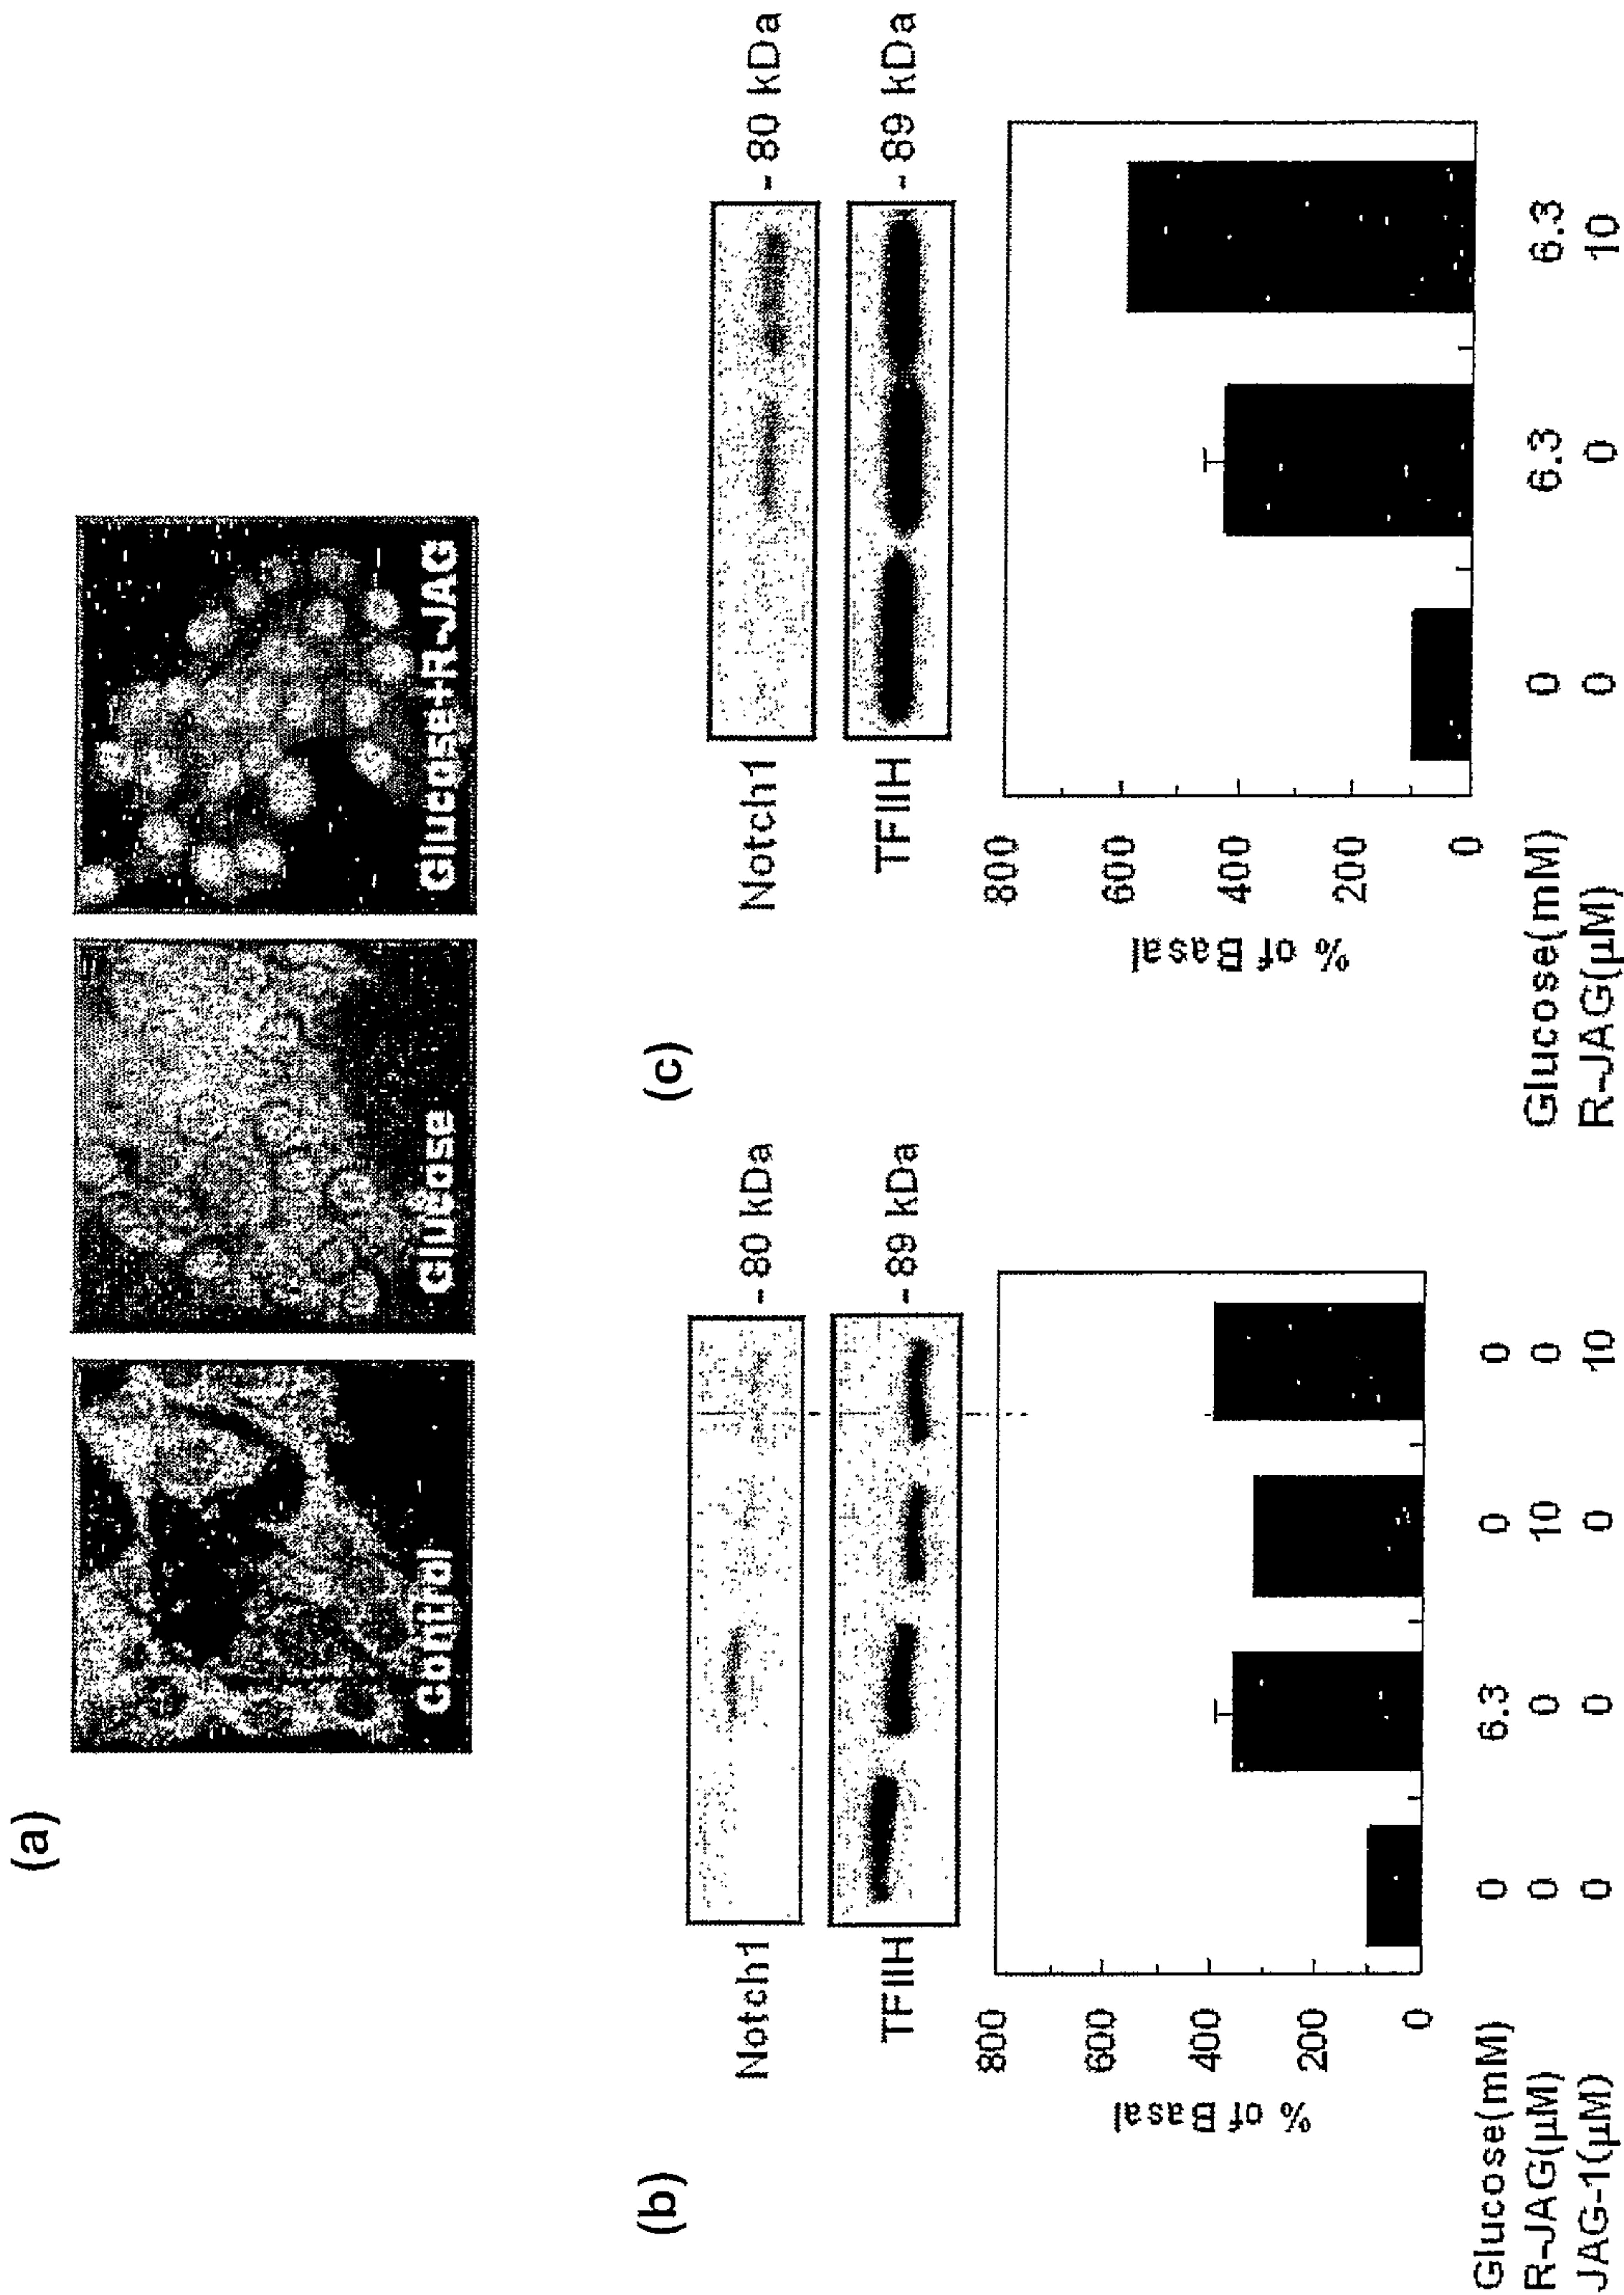 (a)
Control
Glucose
Glucose+R-JAG
(b)
Notch1
- 80 kDa
TFIIH
- 89 kDa
% of Basal
800
600
400
200
0
Glucose(mM) 0 6.3 0 0
R-JAG(μM) 0 0 10 0
JAG-1(μM) 0 0 0 10
(c)
Notch1
- 80 kDa
TFIIH
- 89 kDa
% of Basal
800
600
400
200
0
Glucose(mM) 0 6.3 6.3
R-JAG(μM) 0 0 10